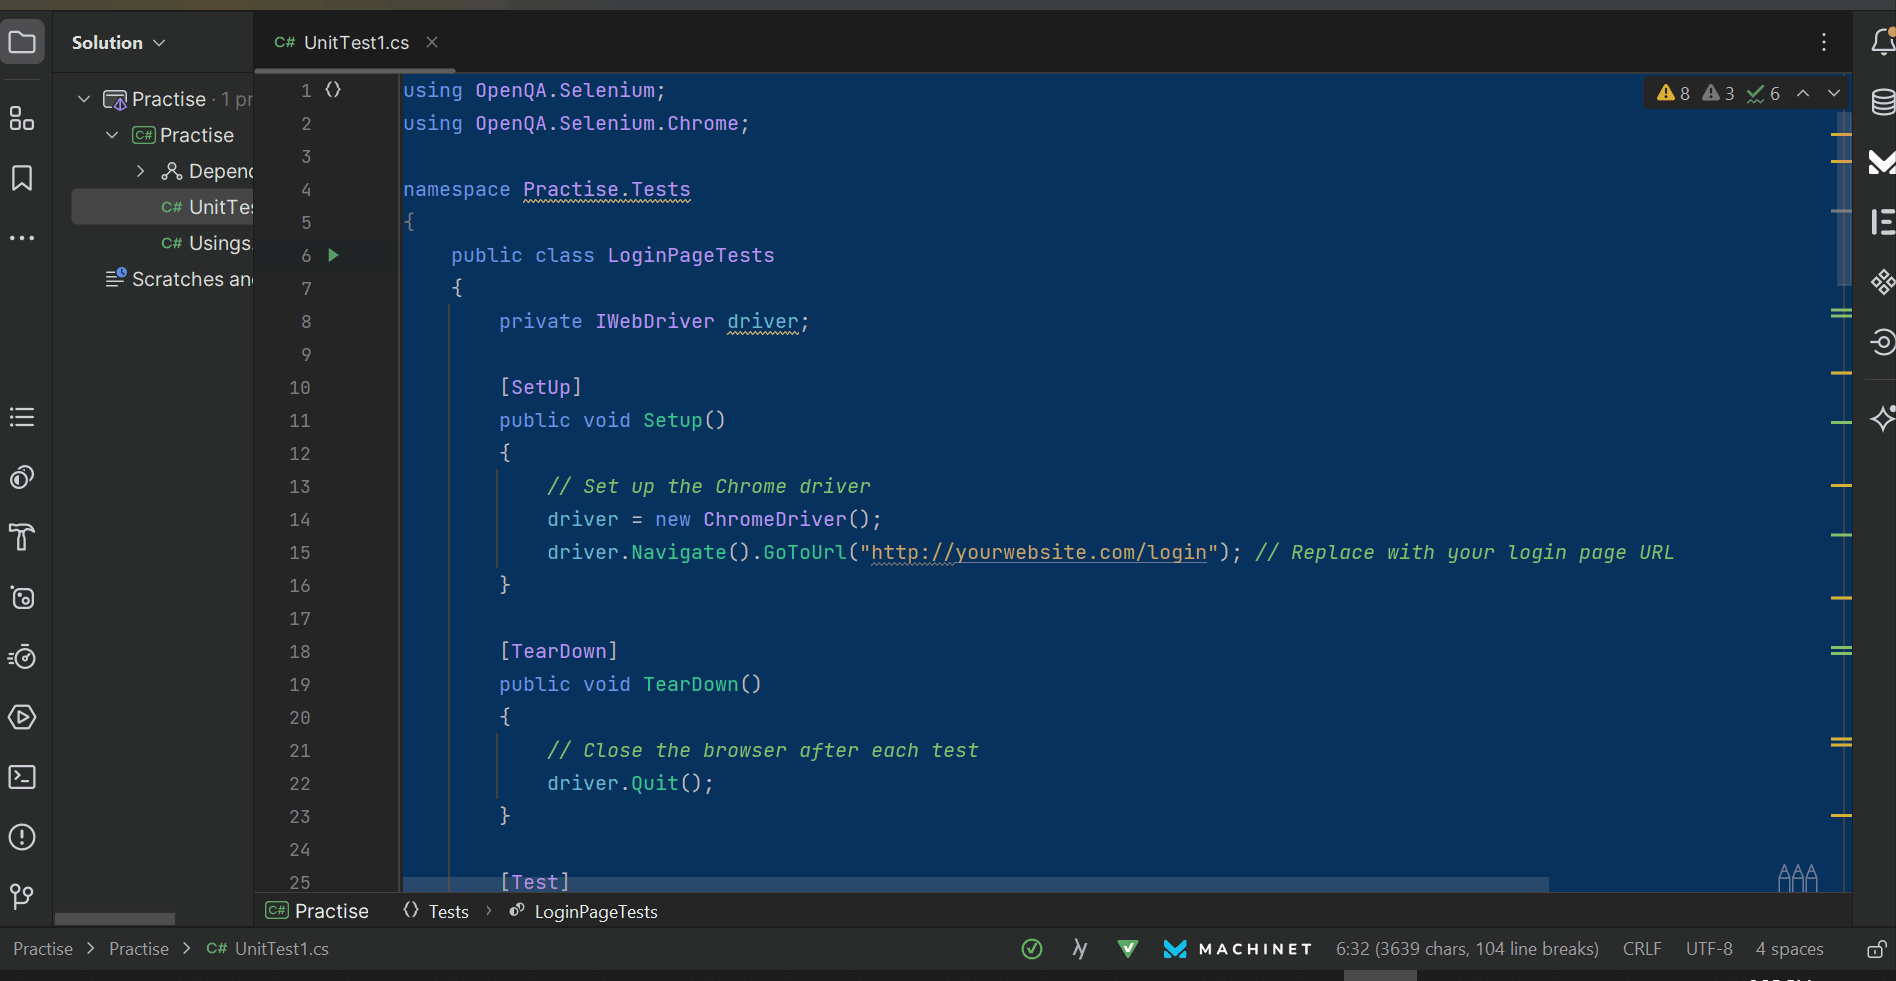 Solution
C# UnitTest1.cs
Practise · 1 pr
C# Practise
Depend
C# UnitTes
C# Usings.
Scratches an
8 3 6
1 using OpenQA.Selenium;
2 using OpenQA.Selenium.Chrome;
3
4 namespace Practise.Tests
5 {
6 public class LoginPageTests
7 {
8 private IWebDriver driver;
9
10 [SetUp]
11 public void Setup()
12 {
13 // Set up the Chrome driver
14 driver = new ChromeDriver();
15 driver.Navigate().GoToUrl("http://yourwebsite.com/login"); // Replace with your login page URL
16 }
17
18 [TearDown]
19 public void TearDown()
20 {
21 // Close the browser after each test
22 driver.Quit();
23 }
24
25 [Test]
C# Practise {} Tests › LoginPageTests
Practise > Practise > C# UnitTest1.cs
MACHINET 6:32 (3639 chars, 104 line breaks) CRLF UTF-8 4 spaces